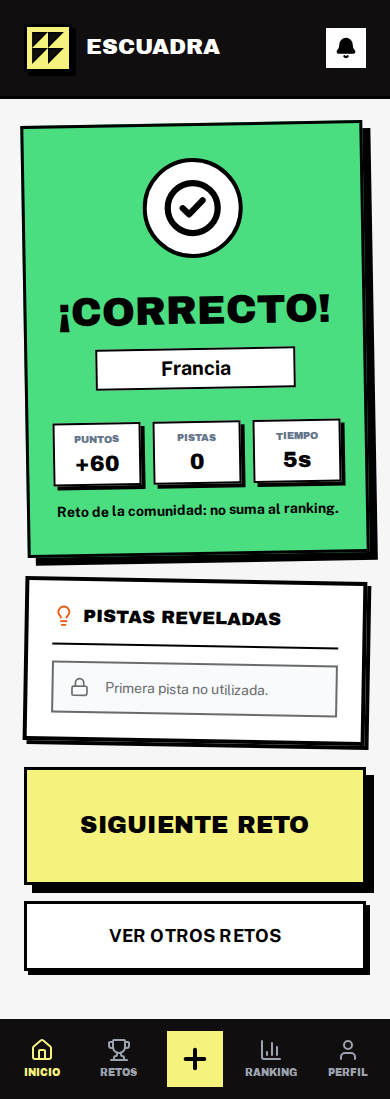 ESCUADRA
¡CORRECTO!
Francia
PUNTOS
+60
PISTAS
0
TIEMPO
5s
Reto de la comunidad: no suma al ranking.
PISTAS REVELADAS
Primera pista no utilizada.
SIGUIENTE RETO
VER OTROS RETOS
INICIO
RETOS
RANKING
PERFIL